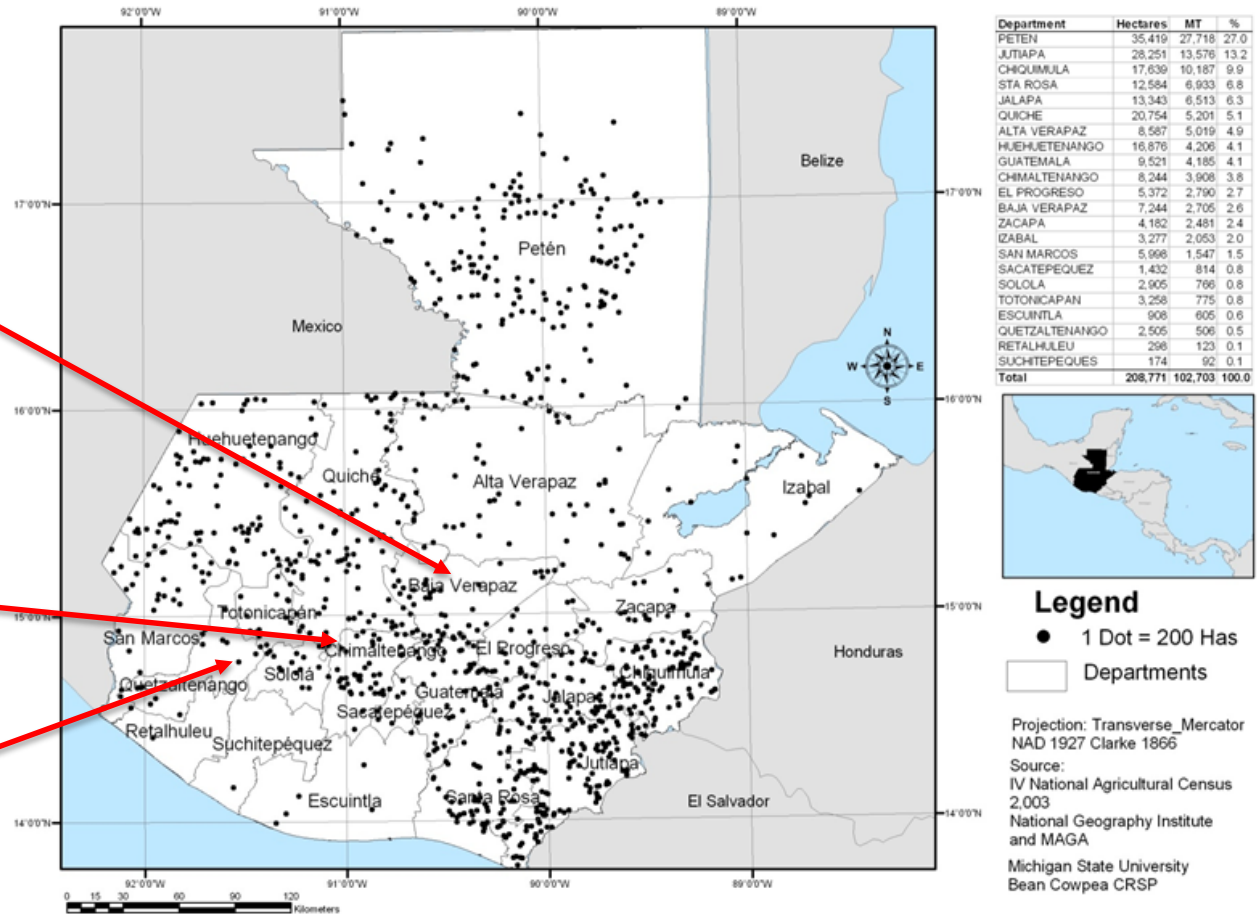 92°0'0"W 91°0'0"W 90°0'0"W 89°0'0"W
17°0'0"N
16°0'0"N
15°0'0"N
14°0'0"N
Belize
Petén
Mexico
N
W E
S
17°0'0"N
16°0'0"N
15°0'0"N
14°0'0"N
Huehuetenango
Quiché
Alta Verapaz
Izabal
Baja Verapaz
Zacapa
Totonicapán
San Marcos
Chimaltenango
El Progreso
Honduras
Sololá
Chiquimula
Quetzaltenango
Guatemala
Jalapa
Sacatepéquez
Retalhuleu
Suchitepéquez
Jutiapa
Escuintla
Santa Rosa
El Salvador
92°0'0"W 91°0'0"W 90°0'0"W 89°0'0"W
0 15 30 60 90 120
Kilometers
Department Hectares MT %
PETEN 35,419 27,718 27.0
JUTIAPA 28,251 13,576 13.2
CHIQUIMULA 17,639 10,187 9.9
STA ROSA 12,584 6,933 6.8
JALAPA 13,343 6,513 6.3
QUICHE 20,754 5,201 5.1
ALTA VERAPAZ 8,587 5,019 4.9
HUEHUETENANGO 16,876 4,206 4.1
GUATEMALA 9,521 4,185 4.1
CHIMALTENANGO 8,244 3,908 3.8
EL PROGRESO 5,372 2,790 2.7
BAJA VERAPAZ 7,244 2,705 2.6
ZACAPA 4,182 2,481 2.4
IZABAL 3,277 2,053 2.0
SAN MARCOS 5,998 1,547 1.5
SACATEPEQUEZ 1,432 814 0.8
SOLOLA 2,905 766 0.8
TOTONICAPAN 3,258 775 0.8
ESCUINTLA 908 605 0.6
QUETZALTENANGO 2,505 506 0.5
RETALHULEU 298 123 0.1
SUCHITEPEQUES 174 92 0.1
Total 208,771 102,703 100.0
Legend
1 Dot = 200 Has
Departments
Projection: Transverse_Mercator
NAD 1927 Clarke 1866
Source:
IV National Agricultural Census
2,003
National Geography Institute
and MAGA
Michigan State University
Bean Cowpea CRSP